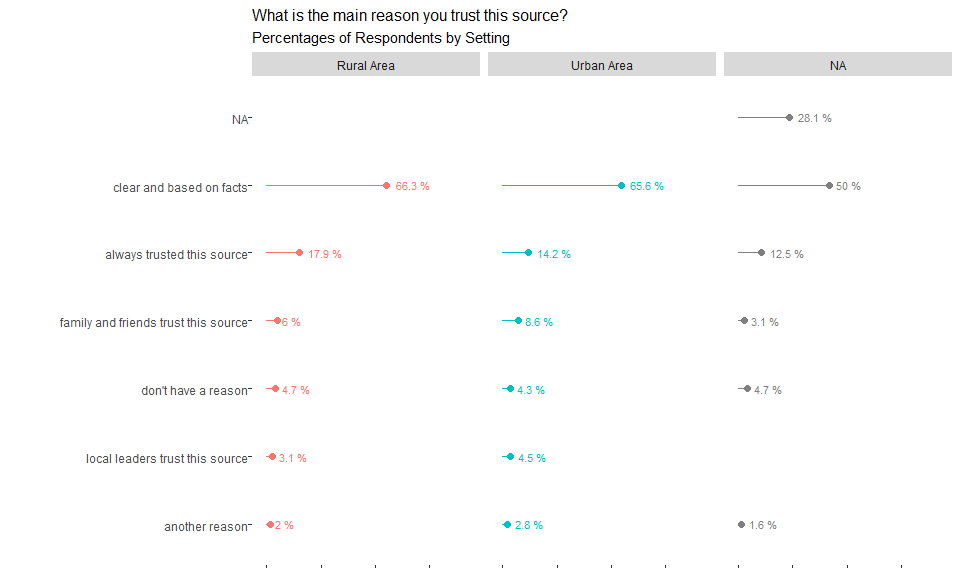 What is the main reason you trust this source?
Percentages of Respondents by Setting
Rural Area Urban Area NA
NA 28.1 %
clear and based on facts 66.3 % 65.6 % 50 %
always trusted this source 17.9 % 14.2 % 12.5 %
family and friends trust this source 6 % 8.6 % 3.1 %
don't have a reason 4.7 % 4.3 % 4.7 %
local leaders trust this source 3.1 % 4.5 %
another reason 2 % 2.8 % 1.6 %